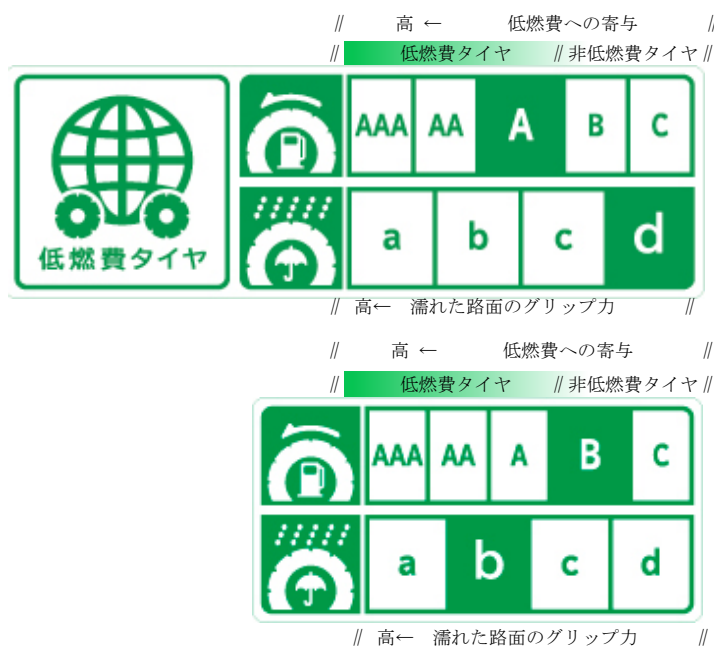 // 高 ← 低燃費への寄与 //
// 低燃費タイヤ // 非低燃費タイヤ //
AAA AA A B C
低燃費タイヤ
a b c d
// 高← 濡れた路面のグリップ力 //
// 高 ← 低燃費への寄与 //
// 低燃費タイヤ // 非低燃費タイヤ //
AAA AA A B C
a b c d
// 高← 濡れた路面のグリップ力 //